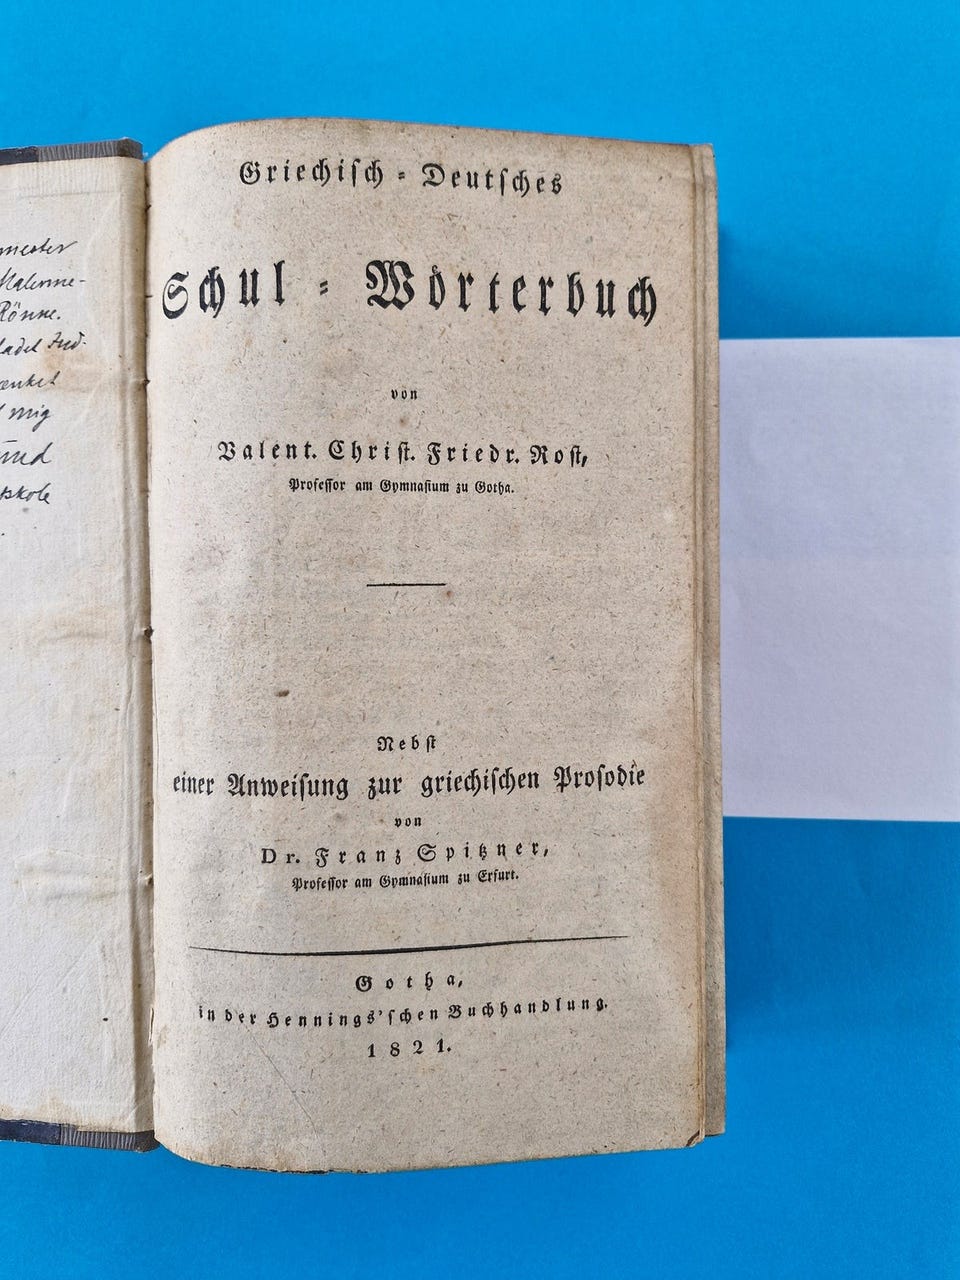 mig
Griechisch-Deutsches
Schul-Wörterbuch
von
Valent. Christ. Friedr. Rost,
Professor am Gymnasium zu Gotha.
Nebst
einer Anweisung zur griechischen Prosodie
von
Dr. Franz Spitzner,
Professor am Gymnasium zu Erfurt.
Gotha,
in der Hennings'schen Buchhandlung.
1821.